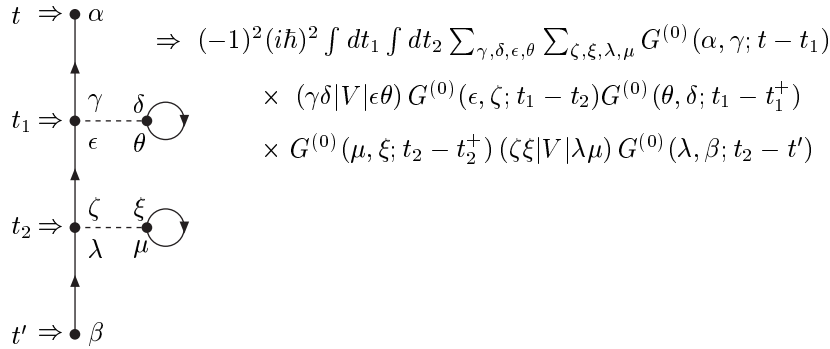 t ⇒ α
⇒ (−1)²(iħ)² ∫ dt₁ ∫ dt₂ ∑_{γ,δ,ϵ,θ} ∑_{ζ,ξ,λ,μ} G⁽⁰⁾(α, γ; t − t₁)
γ δ
× (γδ|V|ϵθ) G⁽⁰⁾(ϵ, ζ; t₁ − t₂)G⁽⁰⁾(θ, δ; t₁ − t₁⁺)
t₁ ⇒
ϵ θ
× G⁽⁰⁾(μ, ξ; t₂ − t₂⁺) (ζξ|V|λμ) G⁽⁰⁾(λ, β; t₂ − t′)
ζ ξ
t₂ ⇒
λ μ
t′ ⇒ β